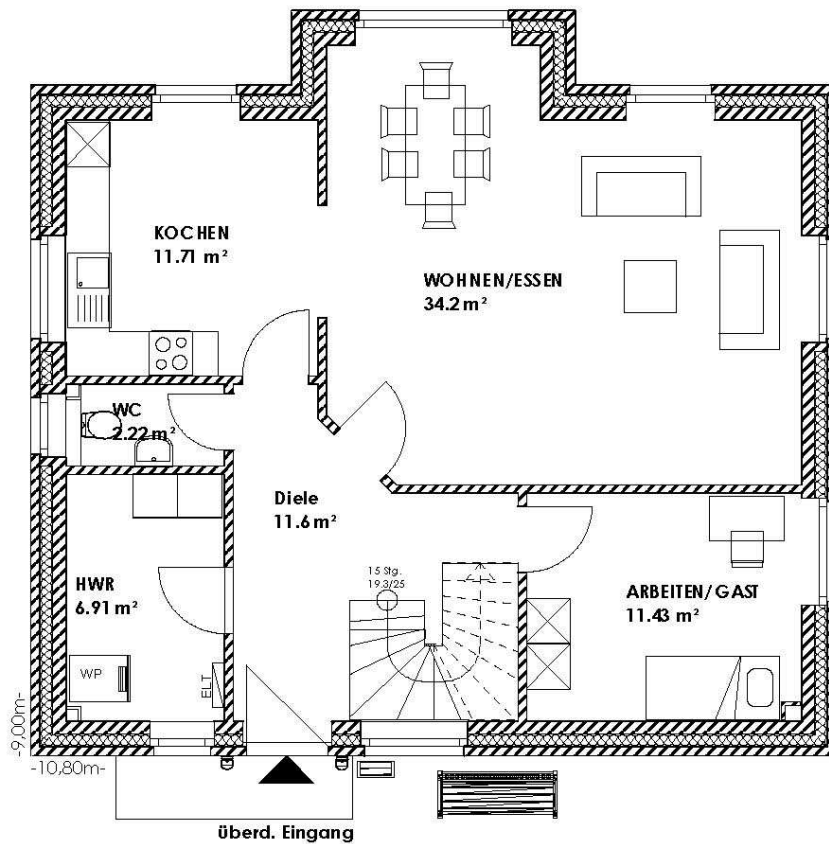 KOCHEN
11.71 m²
WOHNEN/ESSEN
34.2 m²
WC
2.22 m²
Diele
11.6 m²
15 Stg.
19.3/25
HWR
6.91 m²
ARBEITEN/GAST
11.43 m²
WP
ELT
-9,00m-
-10,80m-
überd. Eingang